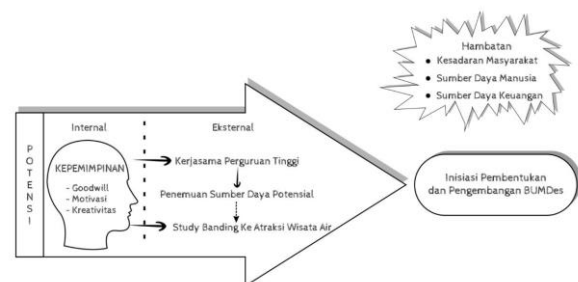 Hambatan
● Kesadaran Masyarakat
● Sumber Daya Manusia
● Sumber Daya Keuangan
POTENSI
Internal
Eksternal
KEPEMIMPINAN
- Goodwill
- Motivasi
- Kreativitas
Kerjasama Perguruan Tinggi
Penemuan Sumber Daya Potensial
Study Banding Ke Atraksi Wisata Air
Inisiasi Pembentukan
dan Pengembangan BUMDes